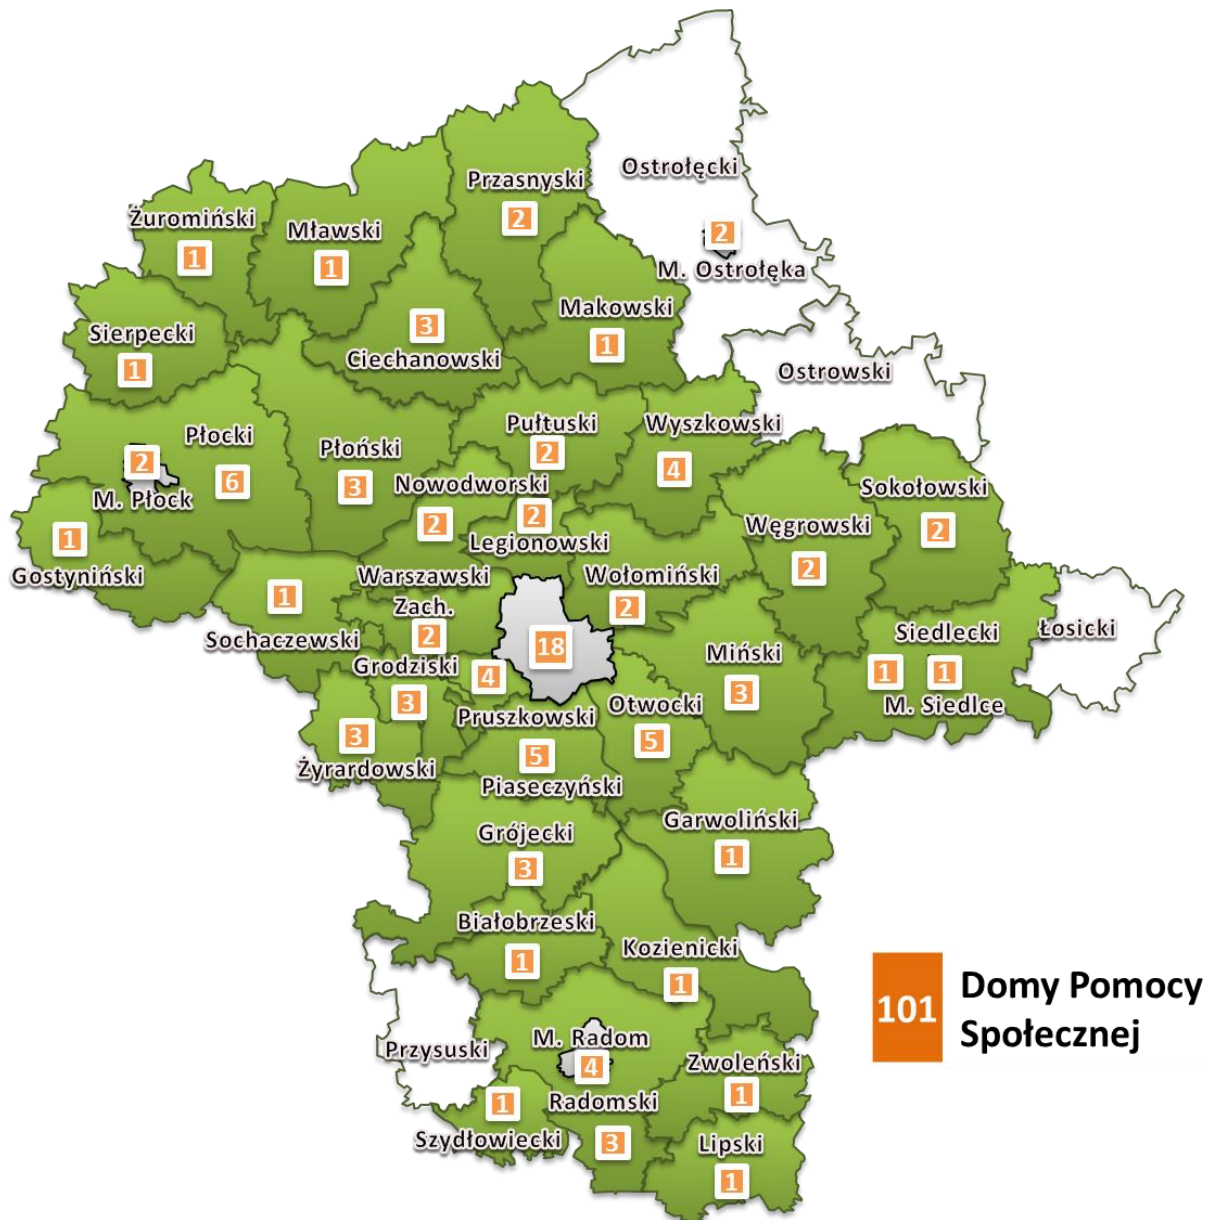 Ostrołęcki
Przasnyski
2
Żuromiński
1
Mławski
1
2
M. Ostrołęka
Makowski
1
Sierpecki
1
3
Ciechanowski
Ostrowski
Płocki
6
2
M. Płock
Płoński
3
Pułtuski
2
Wyszkowski
4
Nowodworski
2
2
Legionowski
Węgrowski
2
Sokołowski
2
1
Gostyniński
1
Sochaczewski
Warszawski
Zach.
2
Wołomiński
2
18
Siedlecki
1
1
M. Siedlce
Łosicki
Grodziski
3
4
Pruszkowski
Miński
3
Otwocki
5
3
Żyrardowski
5
Piaseczyński
Garwoliński
1
Grójecki
3
Białobrzeski
1
Kozienicki
1
Przysuski
M. Radom
4
Radomski
3
Zwoleński
1
1
Szydłowiecki
Lipski
1
101
Domy Pomocy
Społecznej